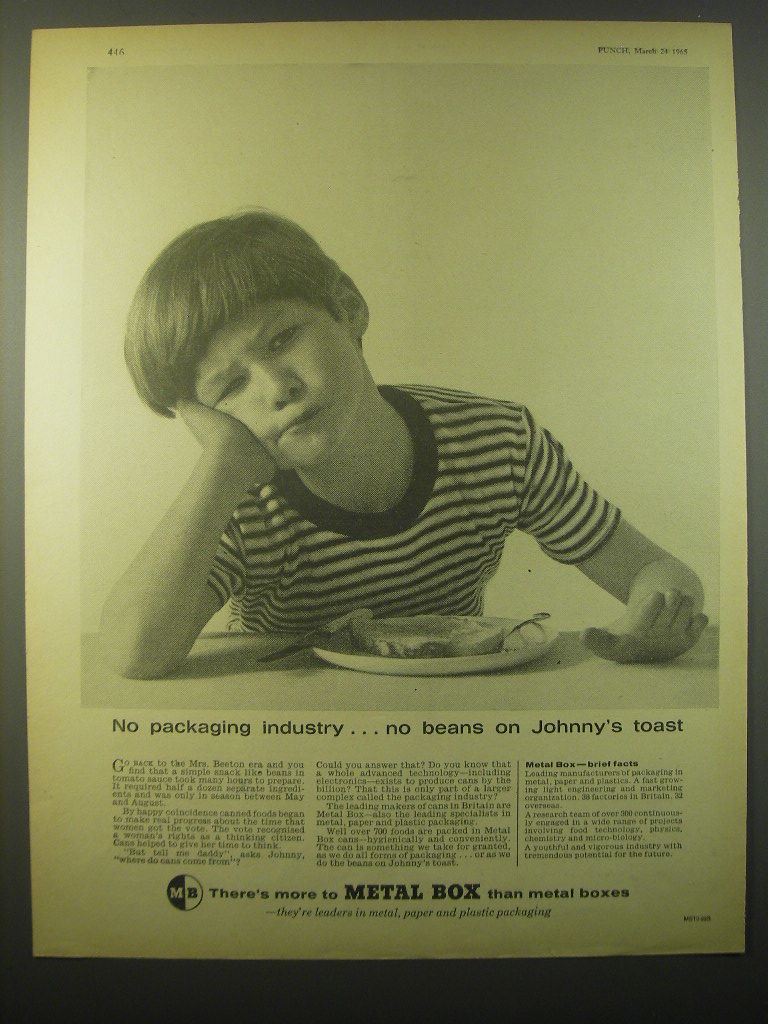 446
PUNCH, March 24 1965
No packaging industry . . . no beans on Johnny's toast
GO BACK to the Mrs. Beeton era and you
find that a simple snack like beans in
tomato sauce took many hours to prepare.
It required half a dozen separate ingredi-
ents and was only in season between May
and August.
By happy coincidence canned foods began
to make real progress about the time that
women got the vote. The vote recognised
a woman's rights as a thinking citizen.
Cans helped to give her time to think.
"But tell me daddy", asks Johnny,
"where do cans come from"?
Could you answer that? Do you know that
a whole advanced technology—including
electronics—exists to produce cans by the
billion? That this is only part of a larger
complex called the packaging industry?
The leading makers of cans in Britain are
Metal Box—also the leading specialists in
metal, paper and plastic packaging.
Well over 700 foods are packed in Metal
Box cans—hygienically and conveniently.
The can is something we take for granted,
as we do all forms of packaging . . . or as we
do the beans on Johnny's toast.
Metal Box—brief facts
Leading manufacturers of packaging in
metal, paper and plastics. A fast grow-
ing light engineering and marketing
organization. 38 factories in Britain. 32
overseas.
A research team of over 300 continuous-
ly engaged in a wide range of projects
involving food technology, physics,
chemistry and micro-biology.
A youthful and vigorous industry with
tremendous potential for the future.
MB There's more to METAL BOX than metal boxes
—they're leaders in metal, paper and plastic packaging